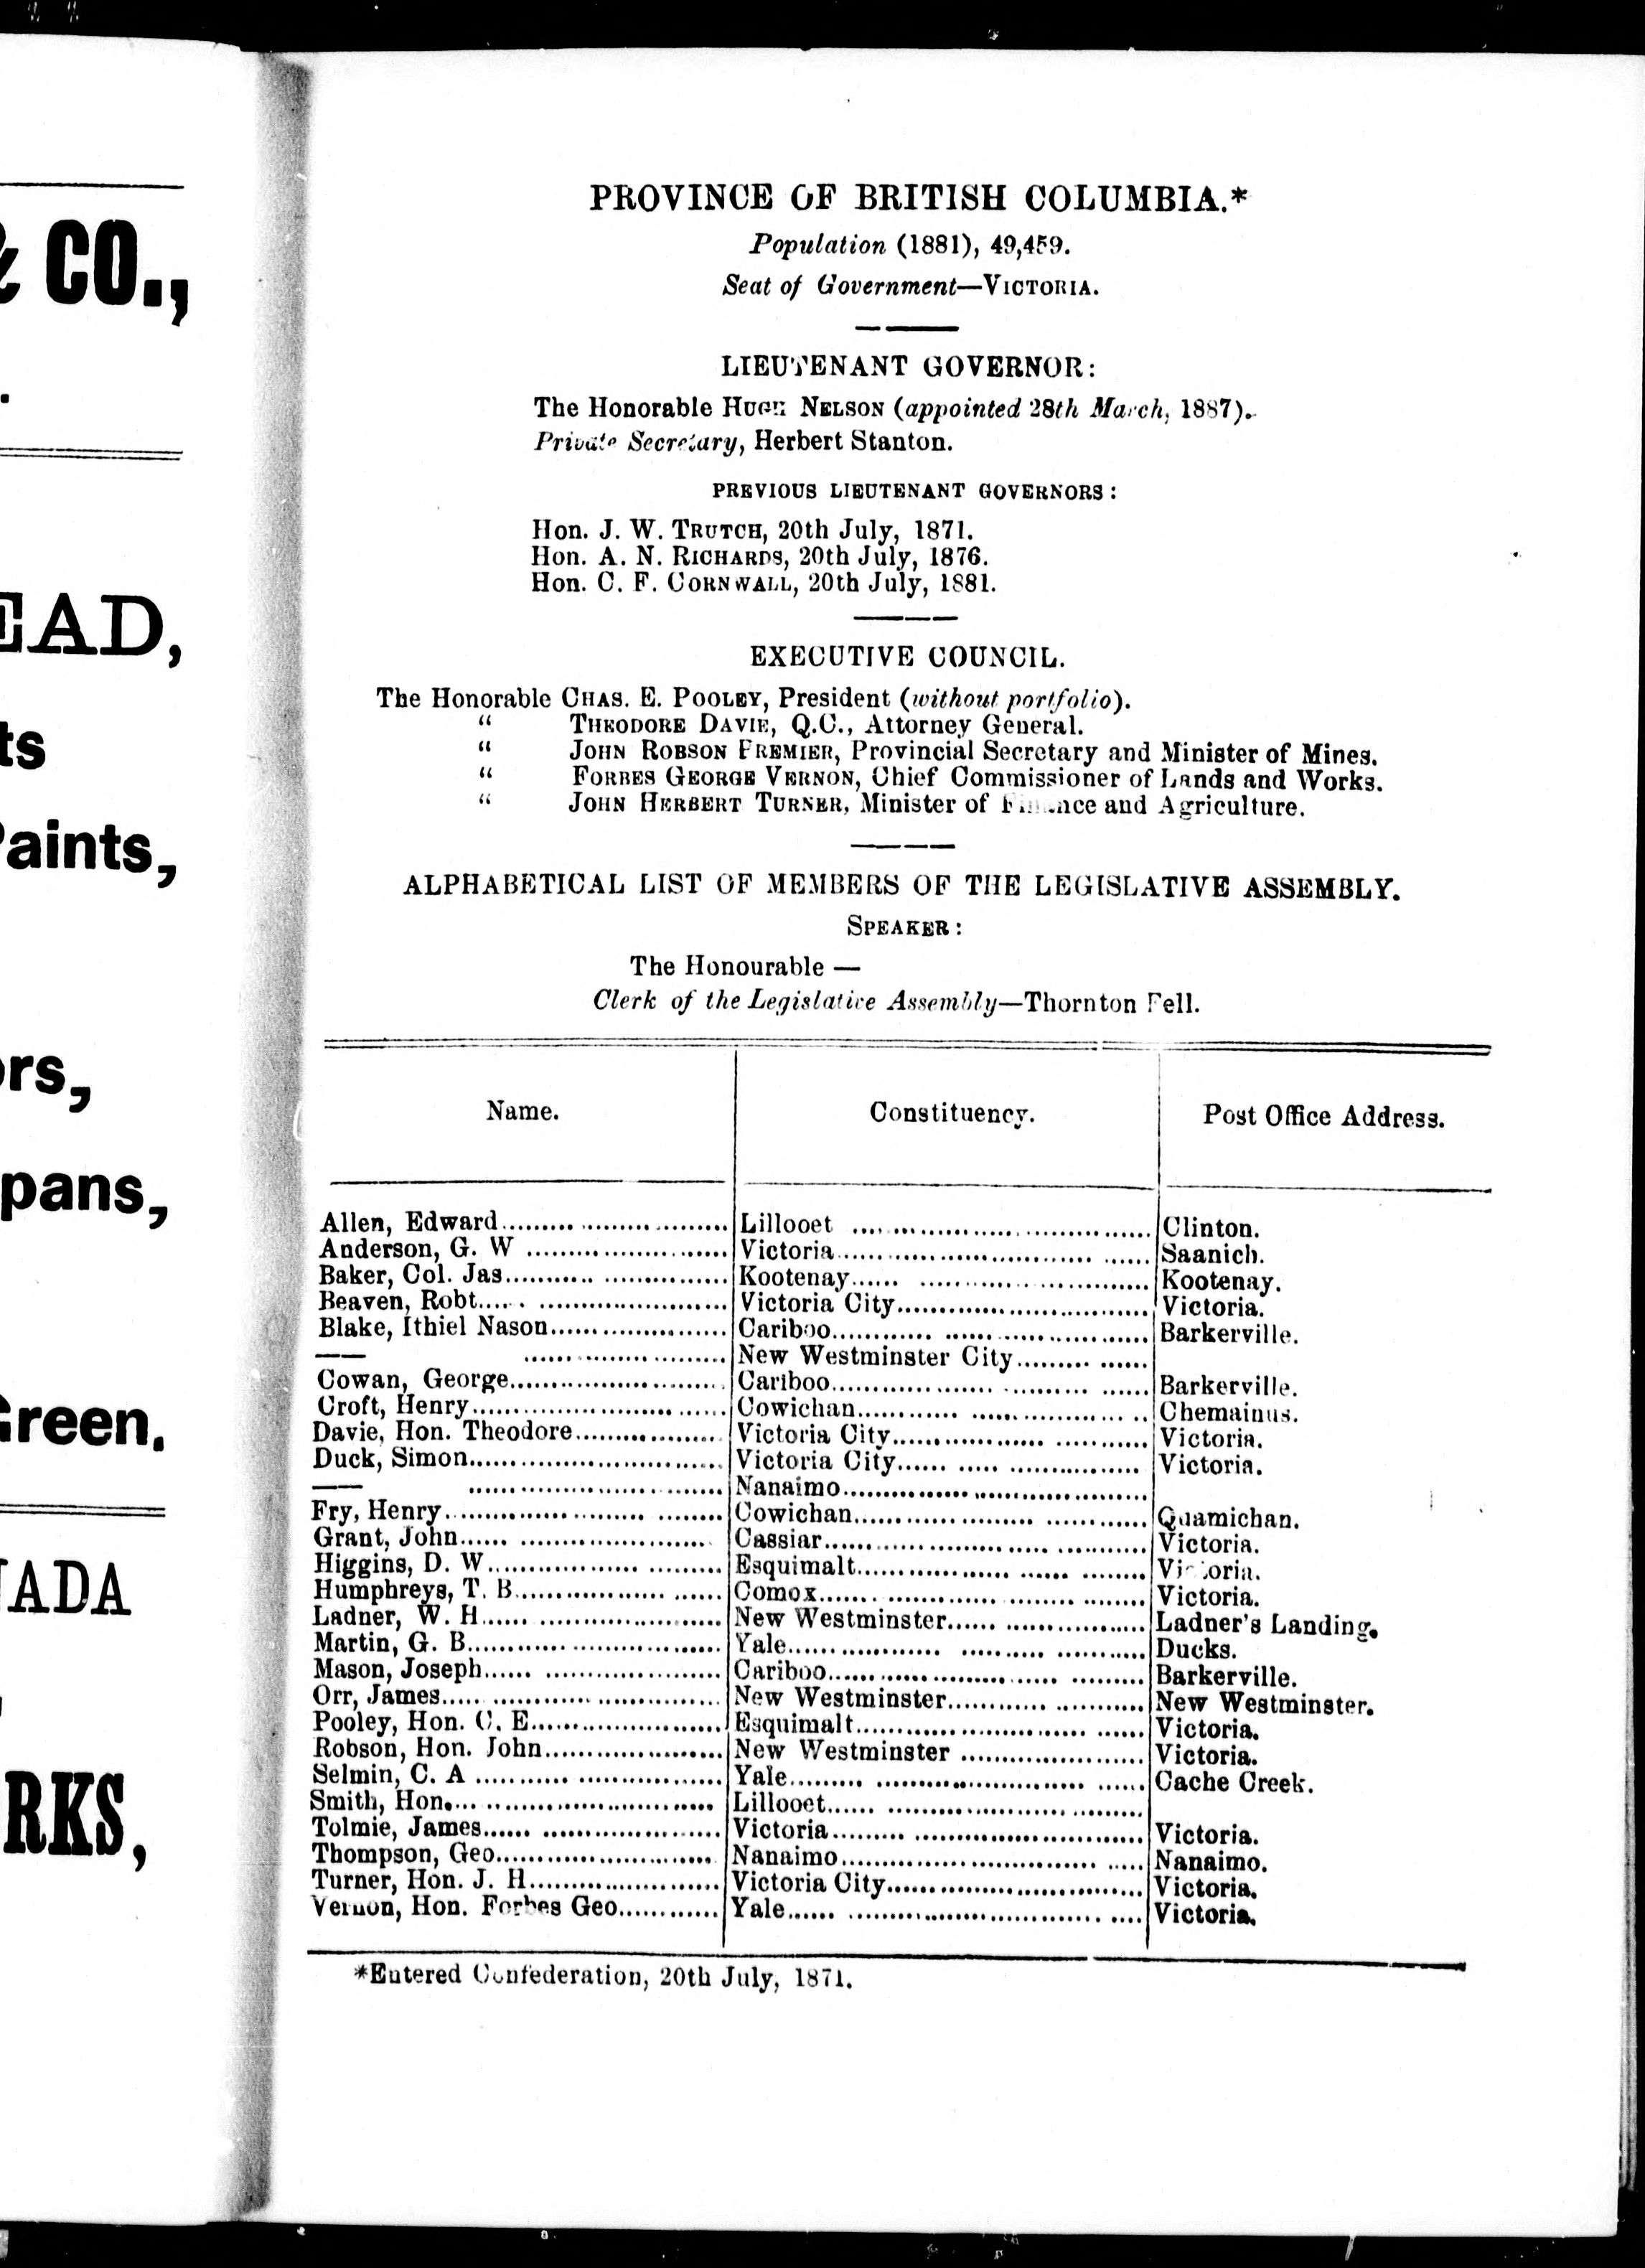 & CO.,
EAD,
ts
aints,
rs,
pans,
reen.
ADA
RKS,
PROVINCE OF BRITISH COLUMBIA.*
Population (1881), 49,459.
Seat of Government—VICTORIA.
LIEUTENANT GOVERNOR:
The Honorable HUGH NELSON (appointed 28th March, 1887).
Private Secretary, Herbert Stanton.
PREVIOUS LIEUTENANT GOVERNORS:
Hon. J. W. TRUTCH, 20th July, 1871.
Hon. A. N. RICHARDS, 20th July, 1876.
Hon. C. F. CORNWALL, 20th July, 1881.
EXECUTIVE COUNCIL.
The Honorable CHAS. E. POOLEY, President (without portfolio).
" THEODORE DAVIE, Q.C., Attorney General.
" JOHN ROBSON PREMIER, Provincial Secretary and Minister of Mines.
" FORBES GEORGE VERNON, Chief Commissioner of Lands and Works.
" JOHN HERBERT TURNER, Minister of Finance and Agriculture.
ALPHABETICAL LIST OF MEMBERS OF THE LEGISLATIVE ASSEMBLY.
SPEAKER:
The Honourable —
Clerk of the Legislative Assembly—Thornton Fell.
Name. Constituency. Post Office Address.
Allen, Edward.................... Lillooet .................... Clinton.
Anderson, G. W .................... Victoria.................... Saanich.
Baker, Col. Jas.................... Kootenay.................... Kootenay.
Beaven, Robt.................... Victoria City.................... Victoria.
Blake, Ithiel Nason.................... Cariboo.................... Barkerville.
—— .................... New Westminster City....................
Cowan, George.................... Cariboo.................... Barkerville.
Croft, Henry.................... Cowichan.................... Chemainus.
Davie, Hon. Theodore.................... Victoria City.................... Victoria.
Duck, Simon.................... Victoria City.................... Victoria.
—— .................... Nanaimo....................
Fry, Henry.................... Cowichan.................... Quamichan.
Grant, John.................... Cassiar.................... Victoria.
Higgins, D. W.................... Esquimalt.................... Victoria.
Humphreys, T. B.................... Comox.................... Victoria.
Ladner, W. H.................... New Westminster.................... Ladner's Landing.
Martin, G. B.................... Yale.................... Ducks.
Mason, Joseph.................... Cariboo.................... Barkerville.
Orr, James.................... New Westminster.................... New Westminster.
Pooley, Hon. C. E.................... Esquimalt.................... Victoria.
Robson, Hon. John.................... New Westminster .................... Victoria.
Selmin, C. A .................... Yale.................... Cache Creek.
Smith, Hon..................... Lillooet....................
Tolmie, James.................... Victoria.................... Victoria.
Thompson, Geo.................... Nanaimo.................... Nanaimo.
Turner, Hon. J. H.................... Victoria City.................... Victoria.
Vernon, Hon. Forbes Geo.................... Yale.................... Victoria.
*Entered Confederation, 20th July, 1871.